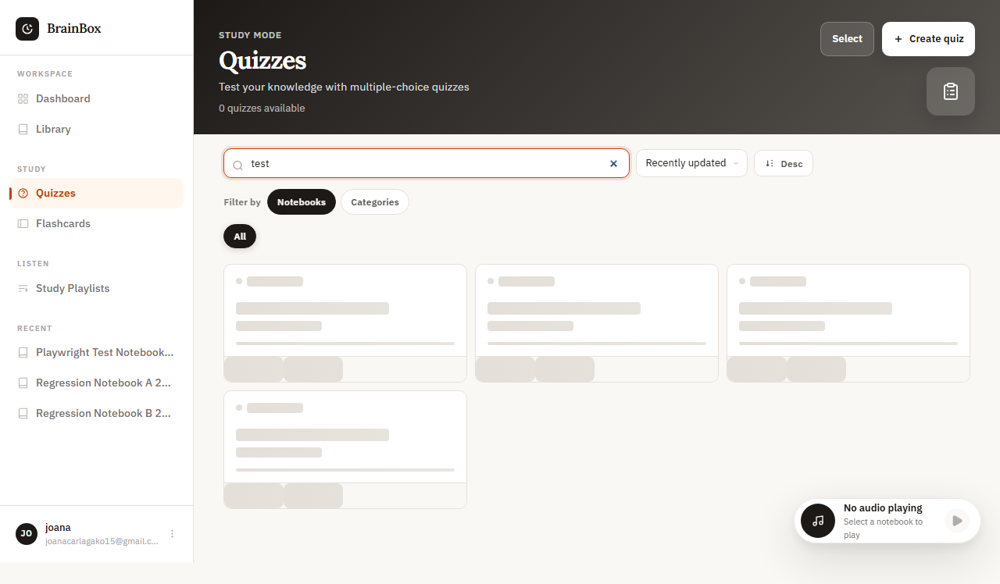 BrainBox
WORKSPACE
Dashboard
Library
STUDY
Quizzes
Flashcards
LISTEN
Study Playlists
RECENT
Playwright Test Notebook...
Regression Notebook A 2...
Regression Notebook B 2...
JO
joana
joanacarlagako15@gmail.c...
STUDY MODE
Quizzes
Test your knowledge with multiple-choice quizzes
0 quizzes available
Select
+ Create quiz
test
Recently updated
Desc
Filter by
Notebooks
Categories
All
No audio playing
Select a notebook to
play